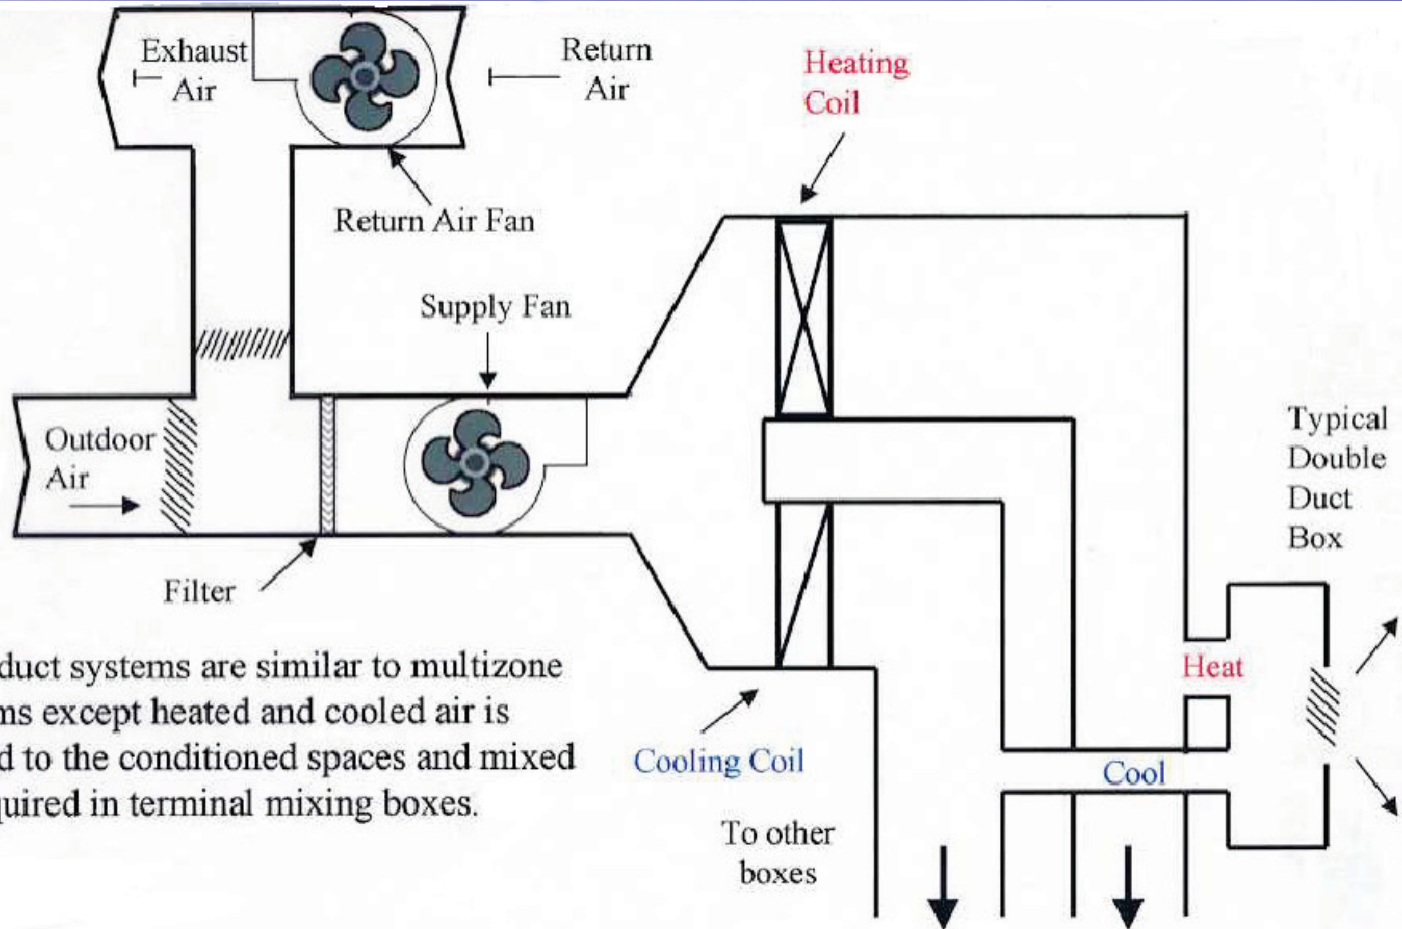 Exhaust
Air
Return
Air
Heating
Coil
Return Air Fan
Supply Fan
Outdoor
Air
Typical
Double
Duct
Box
Filter
duct systems are similar to multizone
except heated and cooled air is
to the conditioned spaces and mixed
in terminal mixing boxes.
Heat
Cooling Coil
Cool
To other
boxes